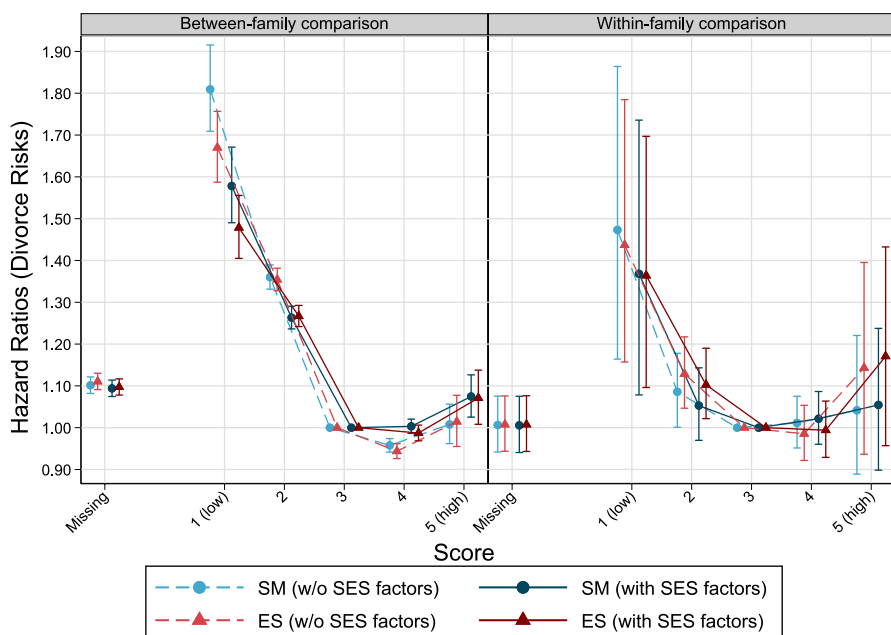 Between-family comparison
Within-family comparison
Hazard Ratios (Divorce Risks)
1.90
1.80
1.70
1.60
1.50
1.40
1.30
1.20
1.10
1.00
0.90
Missing
1 (low)
2
3
4
5 (high)
Missing
1 (low)
2
3
4
5 (high)
Score
SM (w/o SES factors)
SM (with SES factors)
ES (w/o SES factors)
ES (with SES factors)